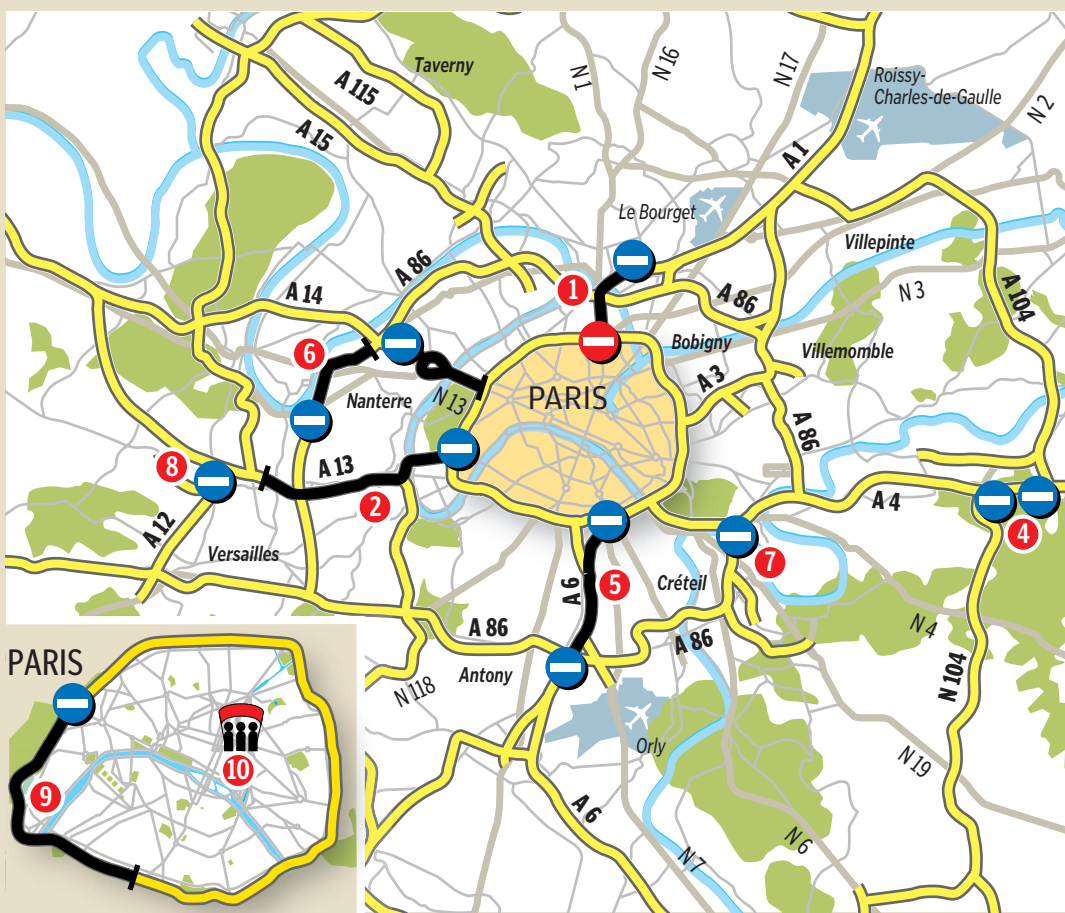 Taverny
N 1
N 16
N 17
Roissy-
Charles-de-Gaulle
N 2
A 115
A 15
A 1
Le Bourget
Villepinte
A 86
A 14
1
A 86
N 3
A 104
Bobigny
Villemomble
6
PARIS
A 3
Nanterre
N 13
A 86
8
A 13
2
A 4
4
A 12
Versailles
7
A 6
5
Créteil
A 86
A 86
N 4
Antony
N 118
N 104
Orly
N 19
A 6
N 7
N 6
PARIS
9
10